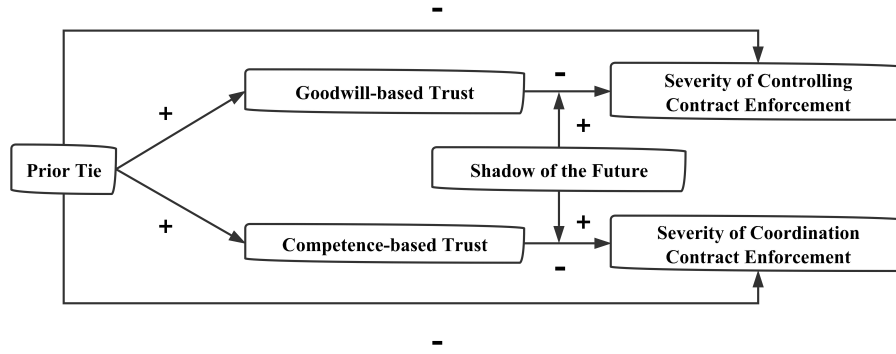 -
Goodwill-based Trust
-
Severity of Controlling
Contract Enforcement
+
+
Prior Tie
Shadow of the Future
+
+
Competence-based Trust
-
Severity of Coordination
Contract Enforcement
-